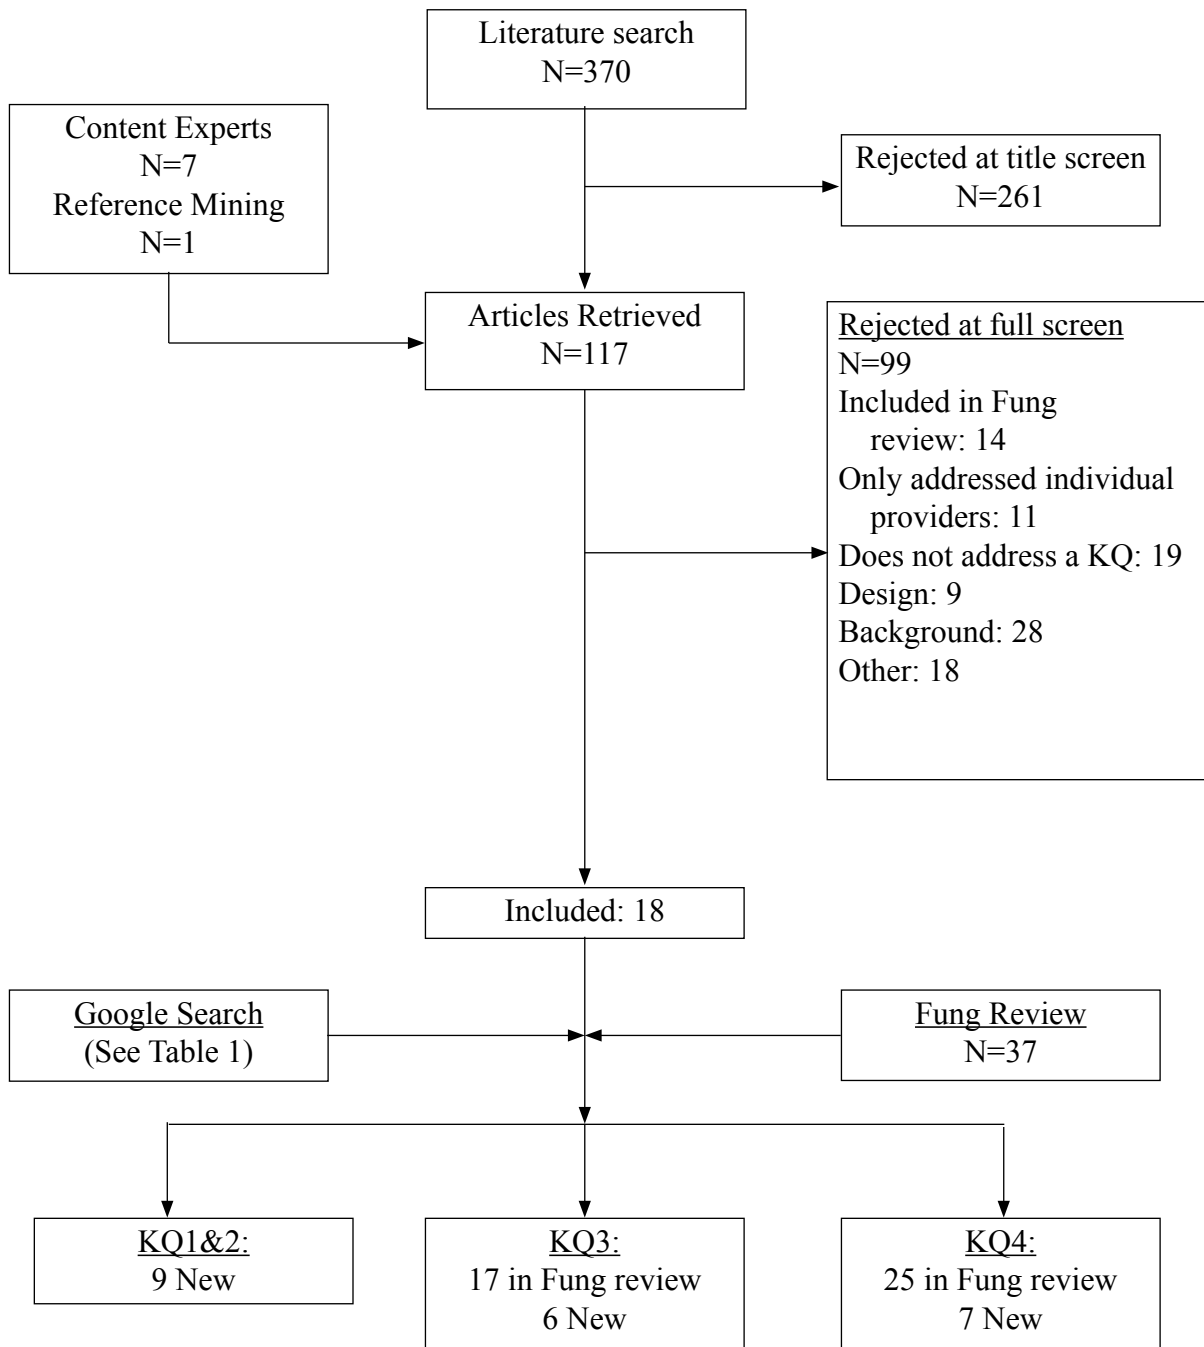 Literature search
N=370
Content Experts
N=7
Reference Mining
N=1
Rejected at title screen
N=261
Articles Retrieved
N=117
Rejected at full screen
N=99
Included in Fung
review: 14
Only addressed individual
providers: 11
Does not address a KQ: 19
Design: 9
Background: 28
Other: 18
Included: 18
Google Search
(See Table 1)
Fung Review
N=37
KQ1&2:
9 New
KQ3:
17 in Fung review
6 New
KQ4:
25 in Fung review
7 New